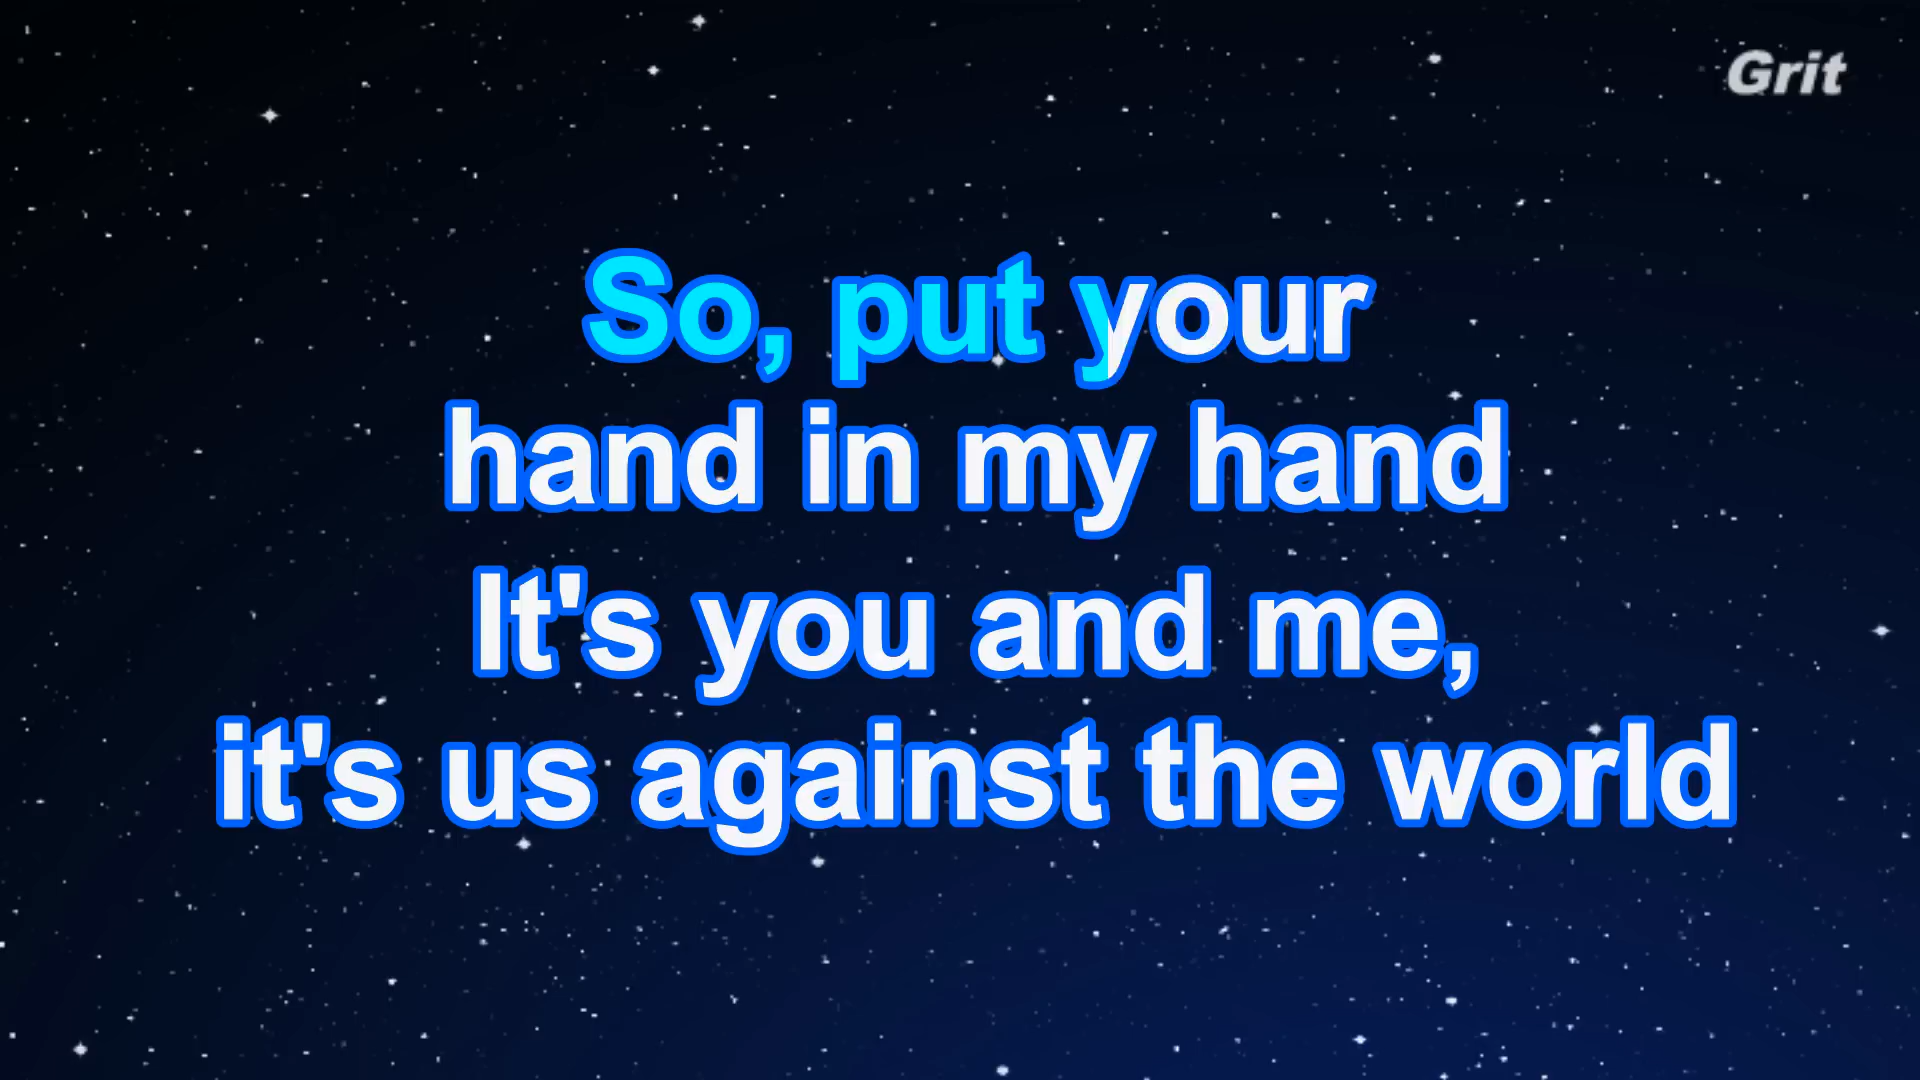 Grit
So, put your
hand in my hand
It's you and me,
it's us against the world